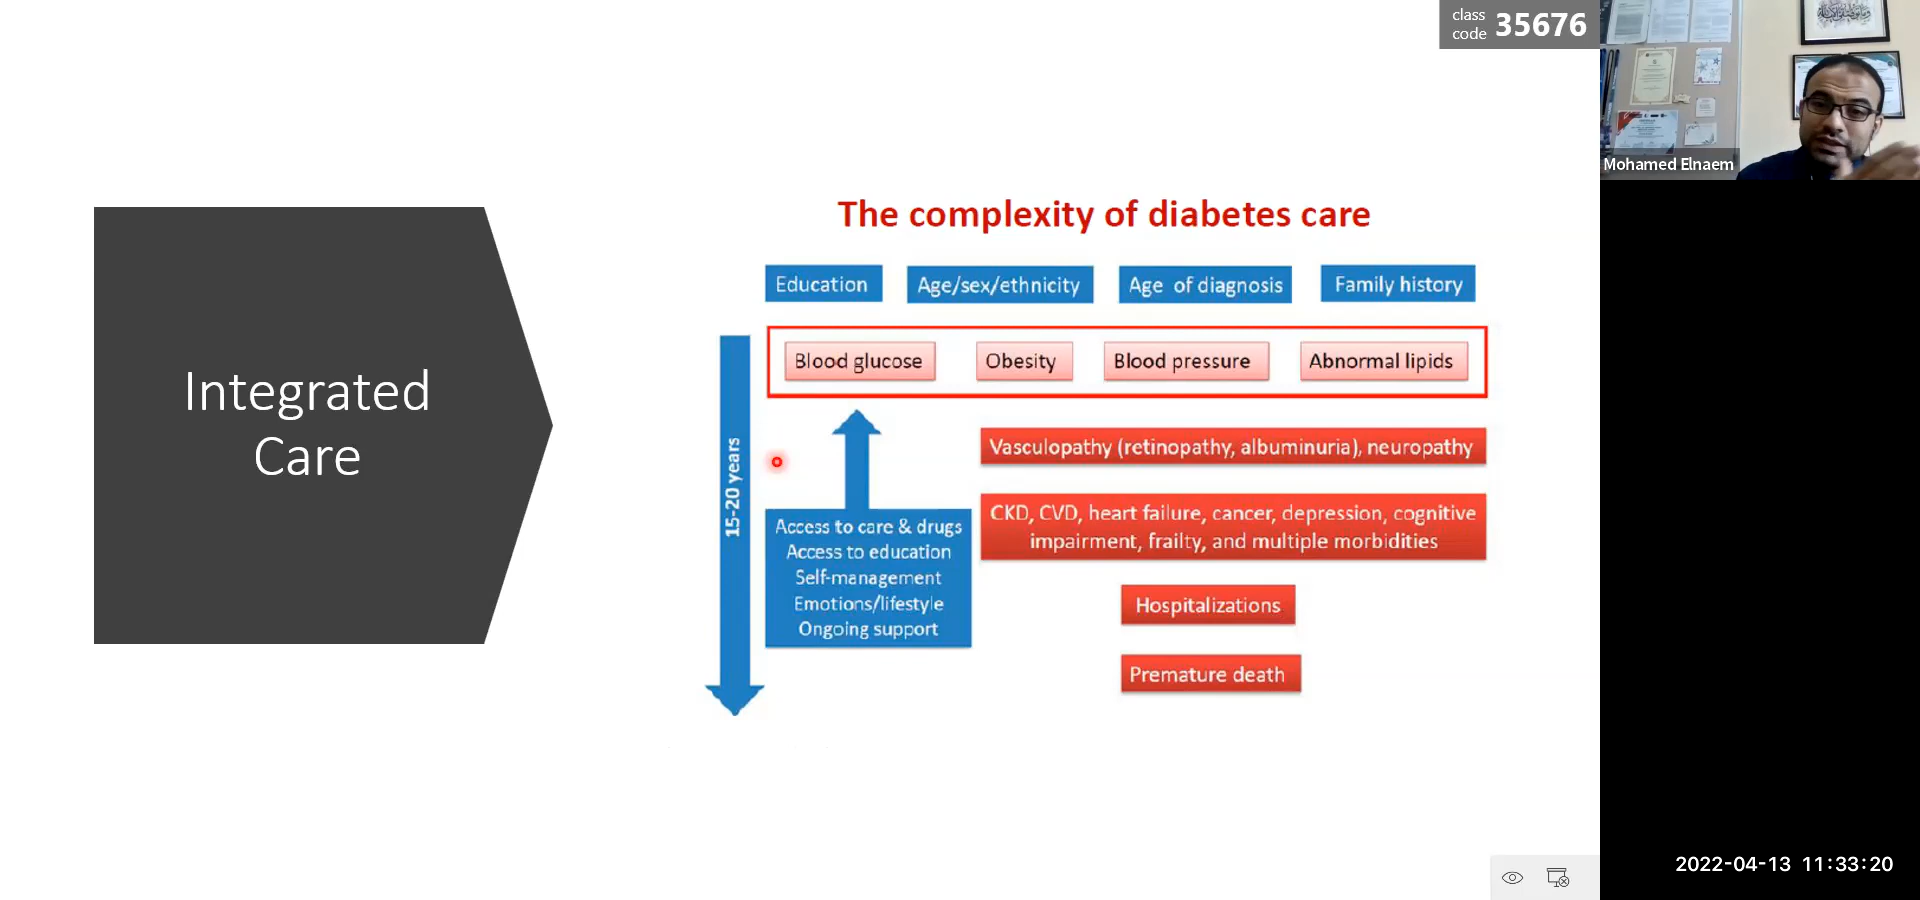 class
code 35676
Mohamed Elnaem
Integrated
Care
The complexity of diabetes care
Education
Age/sex/ethnicity
Age of diagnosis
Family history
Blood glucose
Obesity
Blood pressure
Abnormal lipids
15-20 years
Vasculopathy (retinopathy, albuminuria), neuropathy
CKD, CVD, heart failure, cancer, depression, cognitive
impairment, frailty, and multiple morbidities
Access to care & drugs
Access to education
Self-management
Emotions/lifestyle
Ongoing support
Hospitalizations
Premature death
2022-04-13 11:33:20